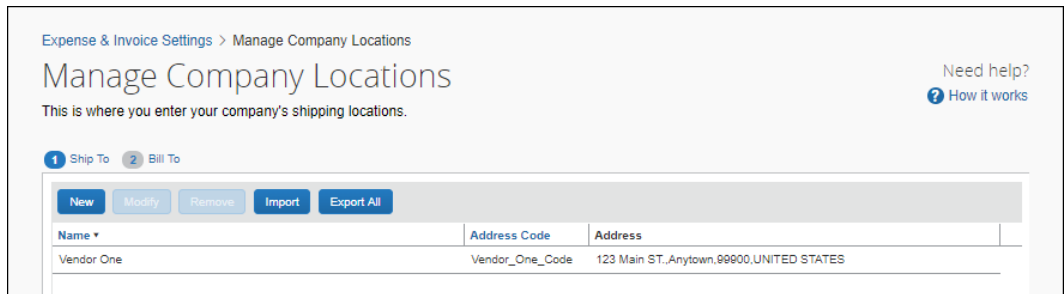 Expense & Invoice Settings > Manage Company Locations
Manage Company Locations
Need help?
? How it works
This is where you enter your company's shipping locations.
1 Ship To 2 Bill To
New Modify Remove Import Export All
Name ▾ Address Code Address
Vendor One Vendor_One_Code 123 Main ST.,Anytown,99900,UNITED STATES